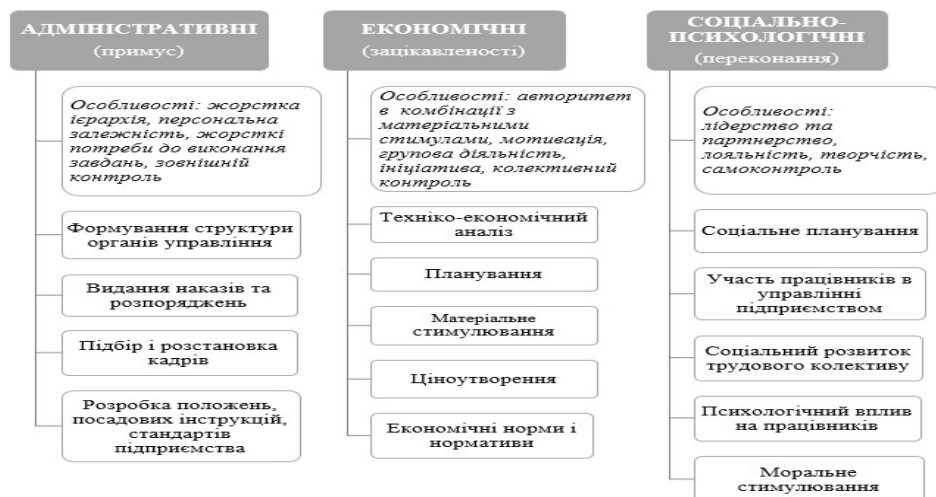 АДМІНІСТРАТИВНІ
(примус)
Особливості: жорстка
ієрархія, персональна
залежність, жорсткі
потреби до виконання
завдань, зовнішній
контроль
Формування структури
органів управління
Видання наказів та
розпоряджень
Підбір і розстановка
кадрів
Розробка положень,
посадових інструкцій,
стандартів
підприємства
ЕКОНОМІЧНІ
(зацікавленості)
Особливості: авторитет
в комбінації з
матеріальними
стимулами, мотивація,
групова діяльність,
ініціатива, колективний
контроль
Техніко-економічний
аналіз
Планування
Матеріальне
стимулювання
Ціноутворення
Економічні норми і
нормативи
СОЦІАЛЬНО-
ПСИХОЛОГІЧНІ
(переконання)
Особливості:
лідерство та
партнерство,
лояльність, творчість,
самоконтроль
Соціальне планування
Участь працівників в
управлінні
підприємством
Соціальний розвиток
трудового колективу
Психологічний вплив
на працівників
Моральне
стимулювання